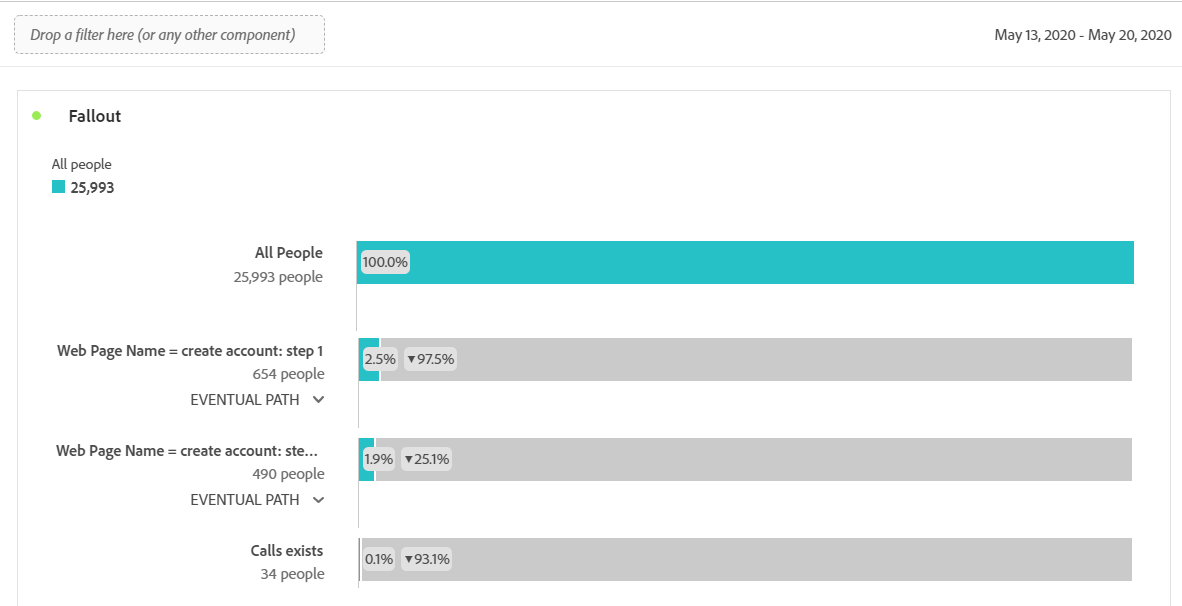 Drop a filter here (or any other component)
May 13, 2020 - May 20, 2020
Fallout
All people
25,993
All People
25,993 people
100.0%
Web Page Name = create account: step 1
654 people
EVENTUAL PATH
2.5% ▼97.5%
Web Page Name = create account: ste...
490 people
EVENTUAL PATH
1.9% ▼25.1%
Calls exists
34 people
0.1% ▼93.1%